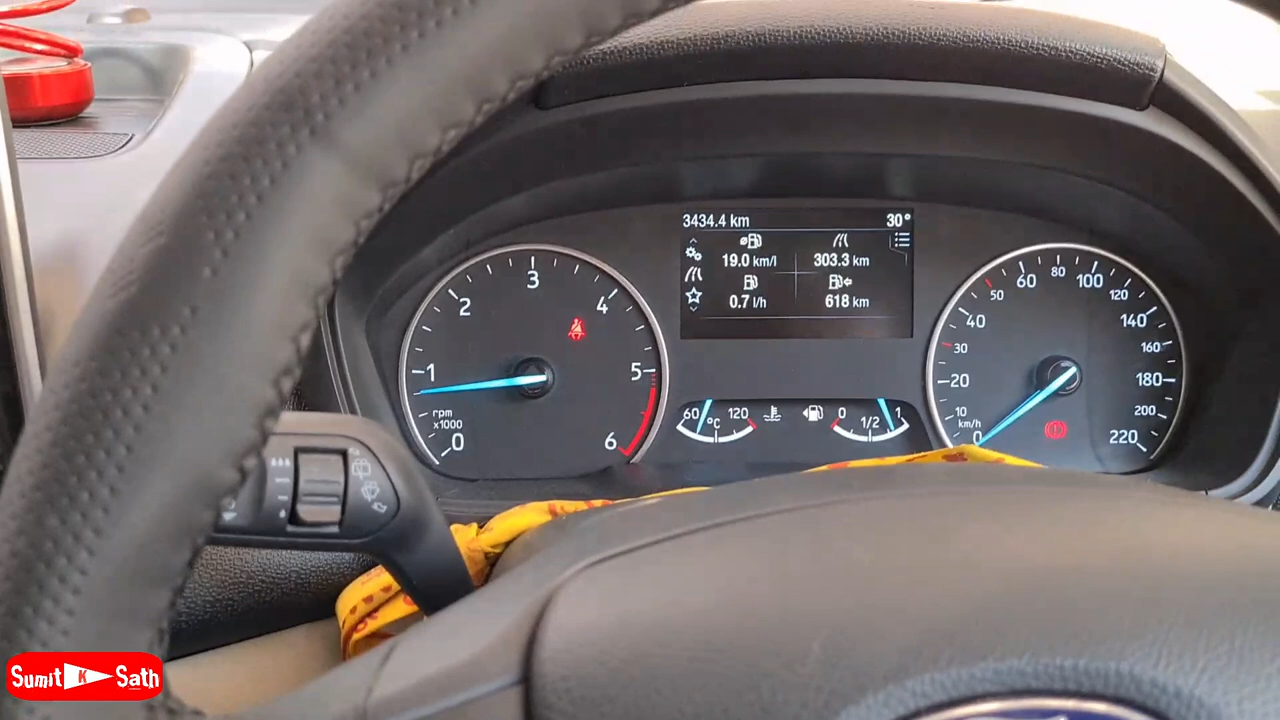 3434.4 km 30°
19.0 km/l 303.3 km
0.7 l/h 618 km
0 1 2 3 4 5 6
rpm
x1000
60 120
°C
0 1/2 1
0 10 20 30 40 50 60 80 100 120 140 160 180 200 220
km/h
Sumit K Sath